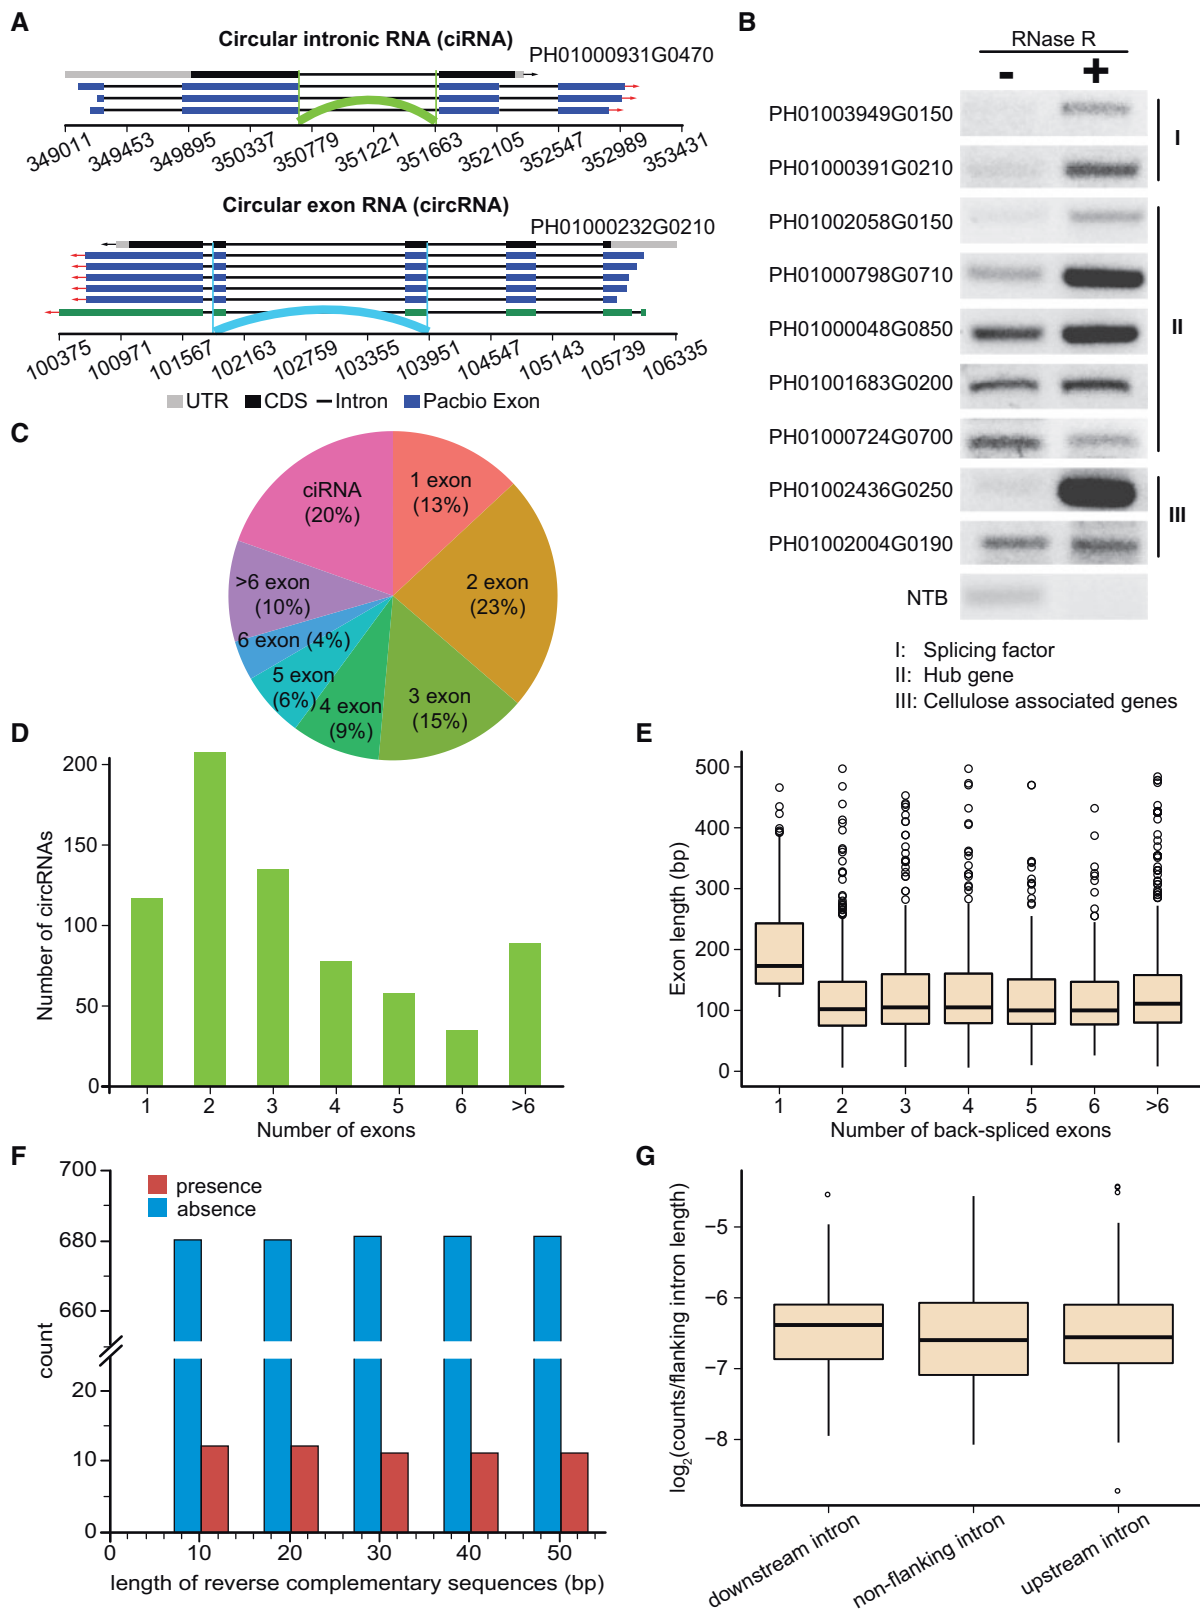 A
Circular intronic RNA (ciRNA)
PH01000931G0470
349011 349453 349895 350337 350779 351221 351663 352105 352547 352989 353431
Circular exon RNA (circRNA)
PH01000232G0210
100375 100971 101567 102163 102759 103355 103951 104547 105143 105739 106335
UTR CDS Intron Pacbio Exon
B
RNase R
- +
PH01003949G0150
PH01000391G0210
I
PH01002058G0150
PH01000798G0710
PH01000048G0850
PH01001683G0200
PH01000724G0700
II
PH01002436G0250
PH01002004G0190
III
NTB
I: Splicing factor
II: Hub gene
III: Cellulose associated genes
C
ciRNA
(20%)
1 exon
(13%)
2 exon
(23%)
3 exon
(15%)
4 exon
(9%)
5 exon
(6%)
6 exon (4%)
>6 exon
(10%)
D
Number of circRNAs
200
150
100
50
0
1 2 3 4 5 6 >6
Number of exons
E
Exon length (bp)
500
400
300
200
100
0
1 2 3 4 5 6 >6
Number of back-spliced exons
F
presence
absence
count
700
680
660
20
10
0
0 10 20 30 40 50
length of reverse complementary sequences (bp)
G
log2(counts/flanking intron length)
−5
−6
−7
−8
downstream intron
non-flanking intron
upstream intron